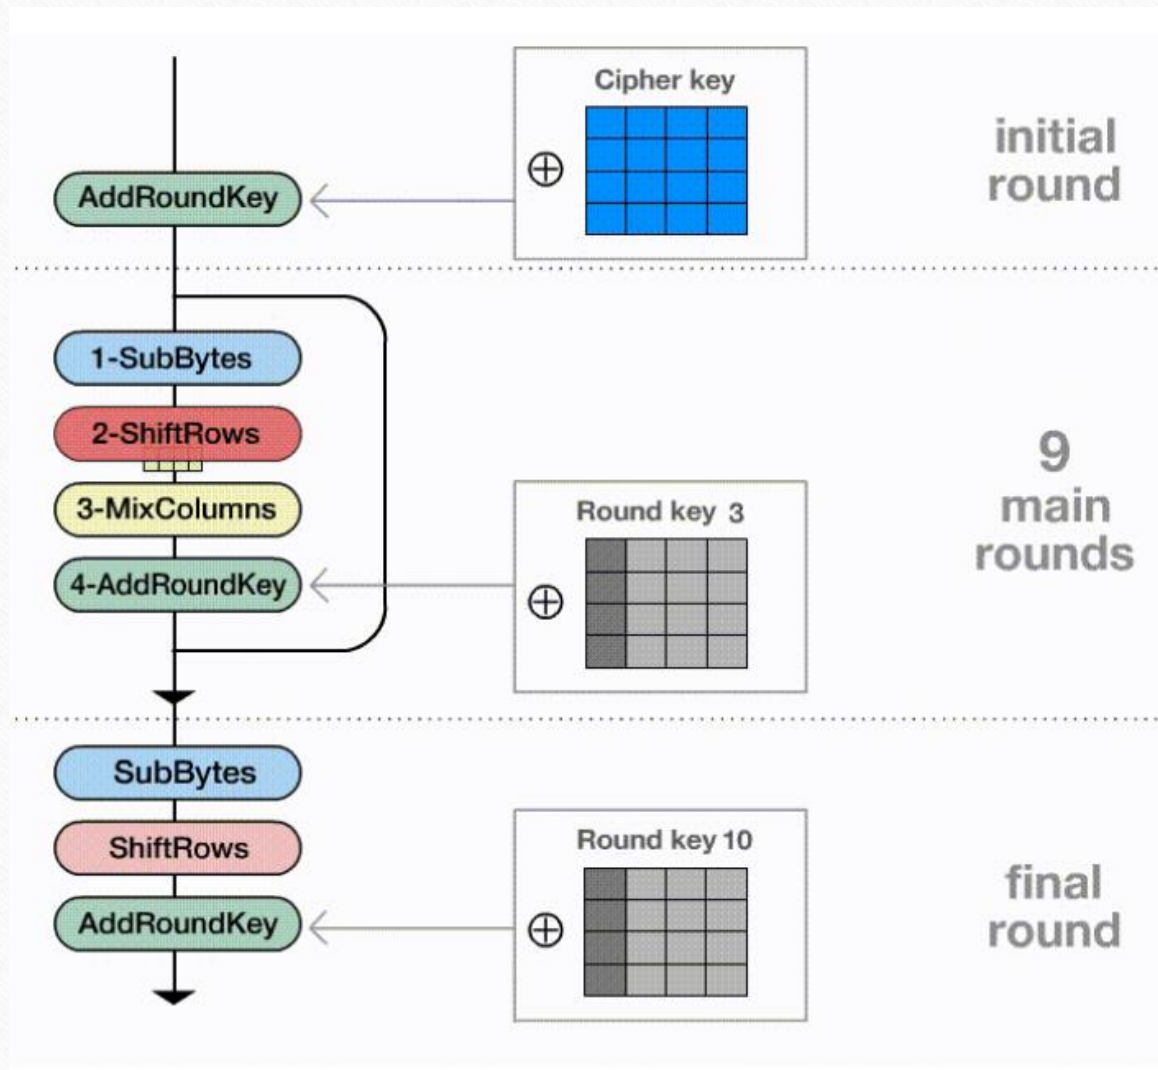 Cipher key
AddRoundKey
initial
round
1-SubBytes
2-ShiftRows
3-MixColumns
4-AddRoundKey
Round key 3
9
main
rounds
SubBytes
ShiftRows
AddRoundKey
Round key 10
final
round